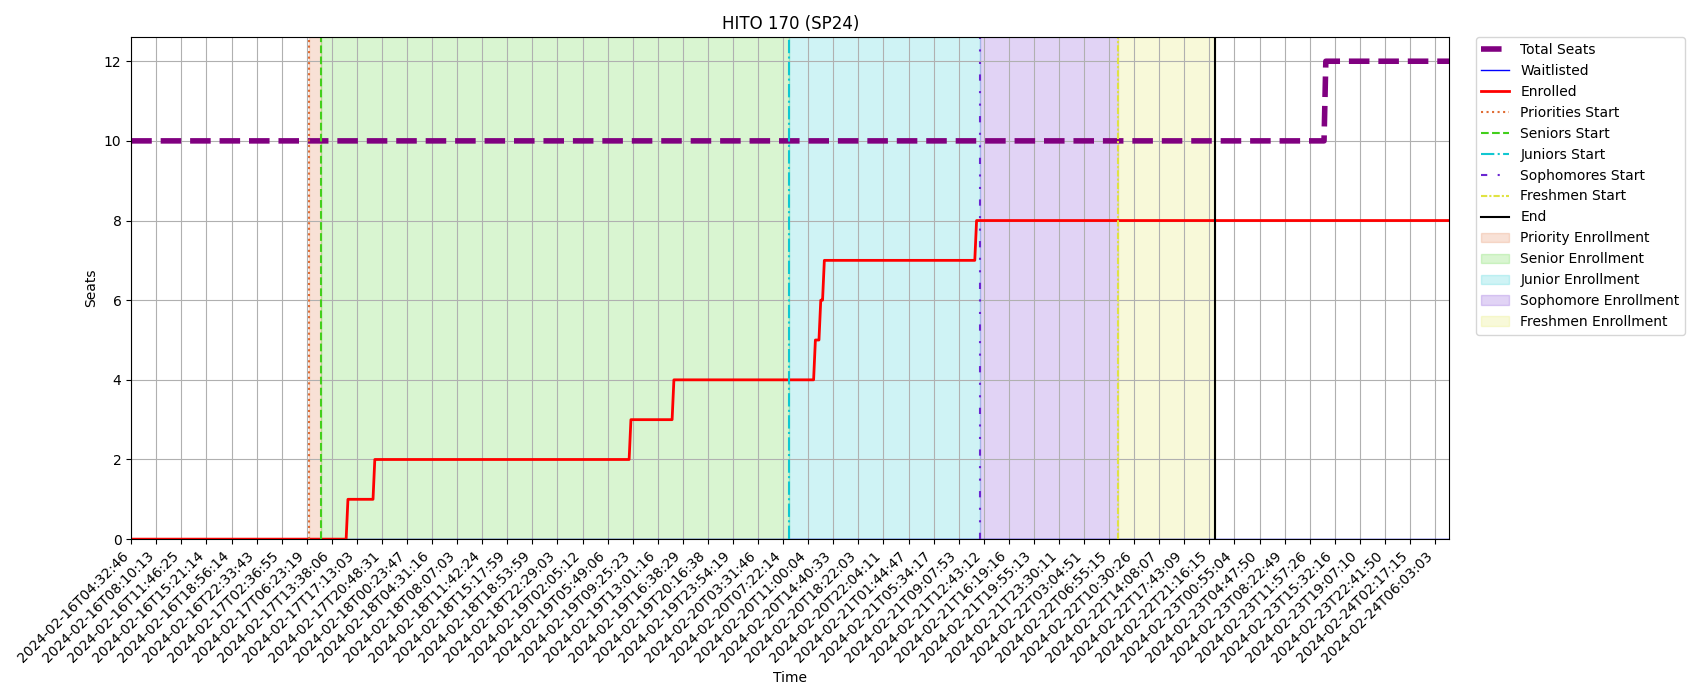 HITO 170 (SP24)
12
10
8
6
4
2
0
Seats
2024-02-16T04:32:46
2024-02-16T08:10:13
2024-02-16T11:46:25
2024-02-16T15:21:14
2024-02-16T18:56:14
2024-02-16T22:33:43
2024-02-17T02:36:55
2024-02-17T06:23:19
2024-02-17T13:38:06
2024-02-17T17:13:03
2024-02-17T20:48:31
2024-02-18T00:23:47
2024-02-18T04:31:16
2024-02-18T08:07:03
2024-02-18T11:42:24
2024-02-18T15:17:59
2024-02-18T18:53:59
2024-02-18T22:29:03
2024-02-19T02:05:12
2024-02-19T05:49:06
2024-02-19T09:25:23
2024-02-19T13:01:16
2024-02-19T16:38:29
2024-02-19T20:16:38
2024-02-19T23:54:19
2024-02-20T03:31:46
2024-02-20T07:22:14
2024-02-20T11:00:04
2024-02-20T14:40:33
2024-02-20T18:22:03
2024-02-20T22:04:11
2024-02-21T01:44:47
2024-02-21T05:34:17
2024-02-21T09:07:53
2024-02-21T12:43:12
2024-02-21T16:19:16
2024-02-21T19:55:13
2024-02-21T23:30:11
2024-02-22T03:04:51
2024-02-22T06:55:15
2024-02-22T10:30:26
2024-02-22T14:08:07
2024-02-22T17:43:09
2024-02-22T21:16:15
2024-02-23T00:55:04
2024-02-23T04:47:50
2024-02-23T08:22:49
2024-02-23T11:57:26
2024-02-23T15:32:16
2024-02-23T19:07:10
2024-02-23T22:41:50
2024-02-24T02:17:15
2024-02-24T06:03:03
Time
Total Seats
Waitlisted
Enrolled
Priorities Start
Seniors Start
Juniors Start
Sophomores Start
Freshmen Start
End
Priority Enrollment
Senior Enrollment
Junior Enrollment
Sophomore Enrollment
Freshmen Enrollment